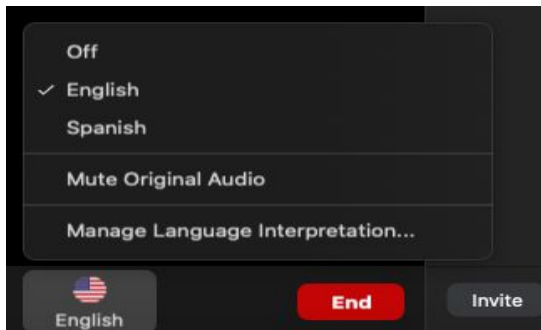 Off
English
Spanish
Mute Original Audio
Manage Language Interpretation...
English
End
Invite